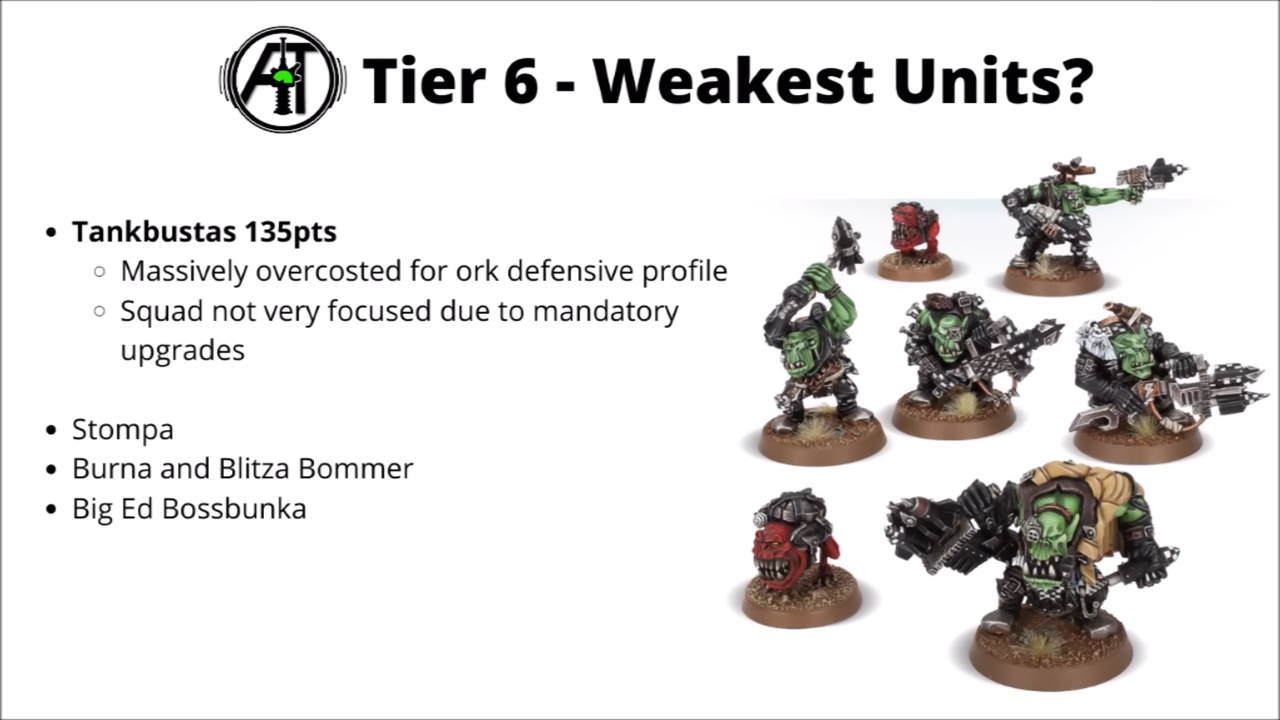 AT
Tier 6 - Weakest Units?
Tankbustas 135pts
Massively overcosted for ork defensive profile
Squad not very focused due to mandatory
upgrades
Stompa
Burna and Blitza Bommer
Big Ed Bossbunka